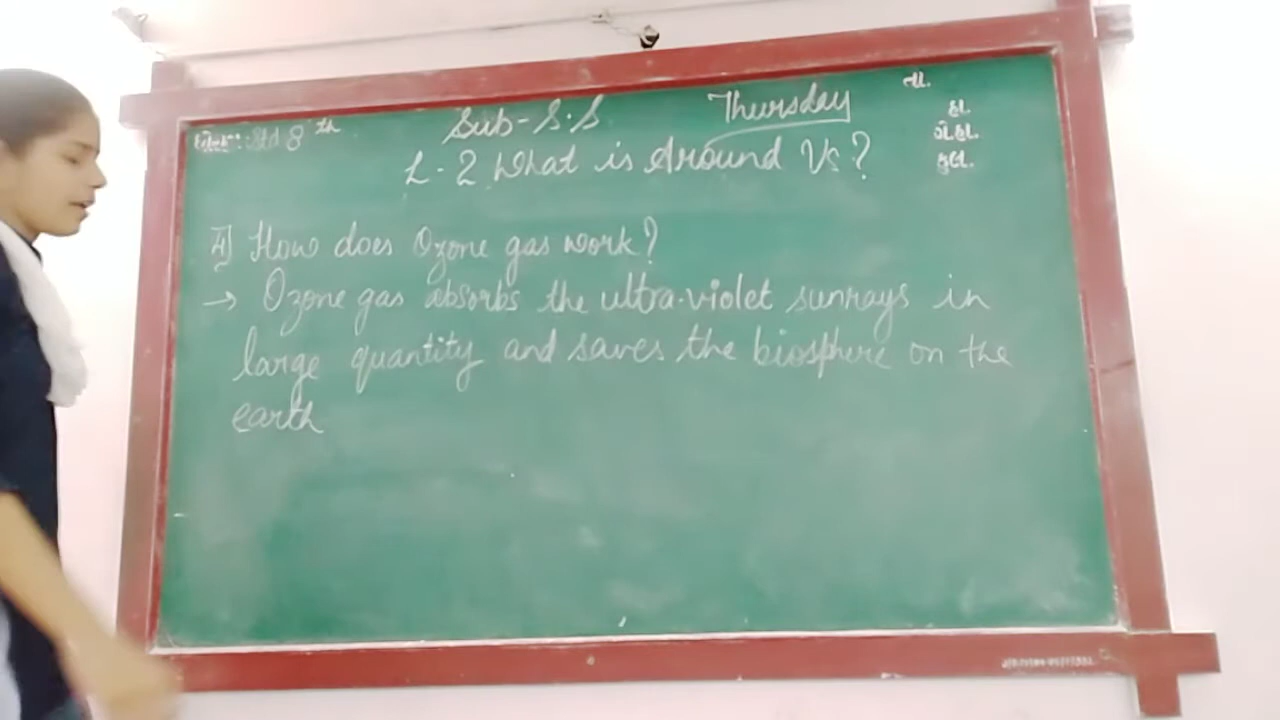 Std 8th
Sub-S.S
Thursday
તા.
હા.
ગે.હા.
કુલ.
L-2 What is Around Us?
4] How does Ozone gas work?
→ Ozone gas absorbs the ultra-violet sunrays in
large quantity and saves the biosphere on the
earth